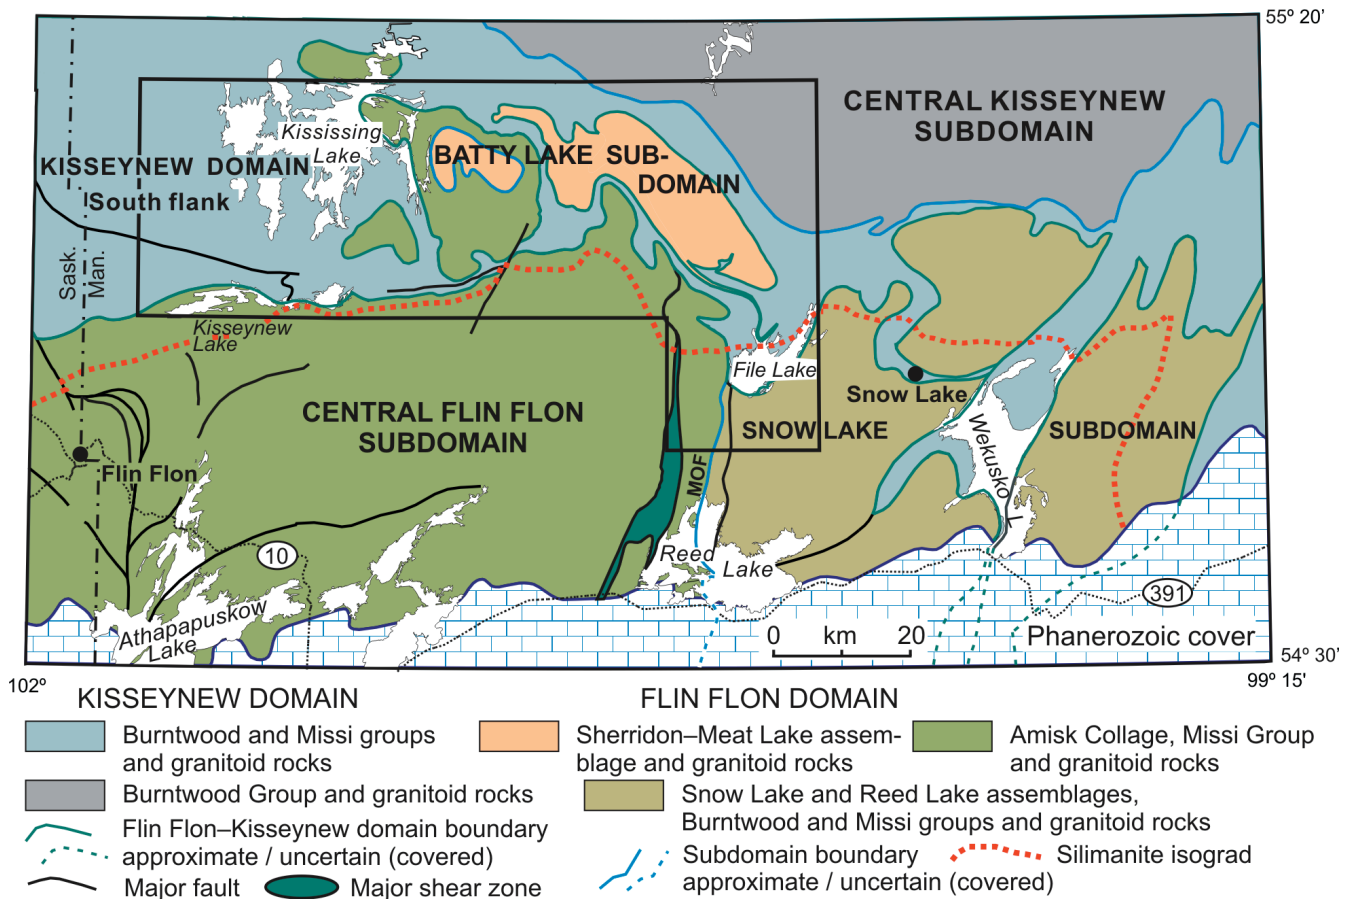 55º 20'
CENTRAL KISSEYNEW
SUBDOMAIN
Kississing
Lake
BATTY LAKE SUB-
DOMAIN
KISSEYNEW DOMAIN
South flank
Sask.
Man.
Kisseynew
Lake
File Lake
Snow Lake
CENTRAL FLIN FLON
SUBDOMAIN
SNOW LAKE
SUBDOMAIN
Wekusko
L
Flin Flon
MOF
10
Reed
Lake
391
Athapapuskow
Lake
0 km 20
Phanerozoic cover
54º 30'
102º
99º 15'
KISSEYNEW DOMAIN
FLIN FLON DOMAIN
Burntwood and Missi groups
and granitoid rocks
Sherridon–Meat Lake assem-
blage and granitoid rocks
Amisk Collage, Missi Group
and granitoid rocks
Burntwood Group and granitoid rocks
Snow Lake and Reed Lake assemblages,
Burntwood and Missi groups and granitoid rocks
Flin Flon–Kisseynew domain boundary
approximate / uncertain (covered)
Subdomain boundary
approximate / uncertain (covered)
Silimanite isograd
Major fault
Major shear zone